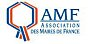 AMF
ASSOCIATION
DES MAIRES DE FRANCE